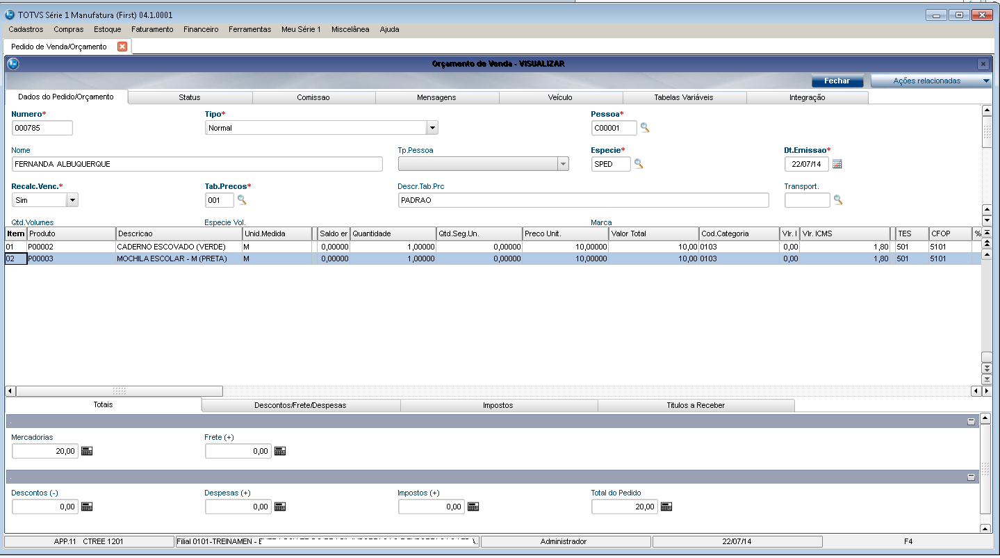 TOTVS Série 1 Manufatura (First) 04.1.0001
Cadastros Compras Estoque Faturamento Financeiro Ferramentas Meu Série 1 Miscelânea Ajuda
Pedido de Venda/Orçamento
Orçamento de Venda - VISUALIZAR
Fechar Ações relacionadas
Dados do Pedido/Orçamento Status Comissao Mensagens Veículo Tabelas Variáveis Integração
Numero* Tipo* Pessoa*
000785 Normal C00001
Nome Tp.Pessoa Especie* Dt.Emissao*
FERNANDA ALBUQUERQUE SPED 22/07/14
Recalc.Venc.* Tab.Precos* Descr.Tab.Prc Transport.
Sim 001 PADRAO
Qtd.Volumes Especie Vol. Marca
Item Produto Descricao Unid.Medida Saldo er Quantidade Qtd.Seg.Un. Preco Unit. Valor Total Cod.Categoria Vlr. I Vlr. ICMS TES CFOP %
01 P00002 CADERNO ESCOVADO (VERDE) M 0,00000 1,00000 0,00000 10,00000 10,00 0103 0,00 1,80 501 5101
02 P00003 MOCHILA ESCOLAR - M (PRETA) M 0,00000 1,00000 0,00000 10,00000 10,00 0103 0,00 1,80 501 5101
Totais Descontos/Frete/Despesas Impostos Titulos a Receber
Mercadorias Frete (+)
20,00 0,00
Descontos (-) Despesas (+) Impostos (+) Total do Pedido
0,00 0,00 0,00 20,00
APP.11 CTREE 1201 Filial 0101-TREINAMEN - Administrador 22/07/14 F4